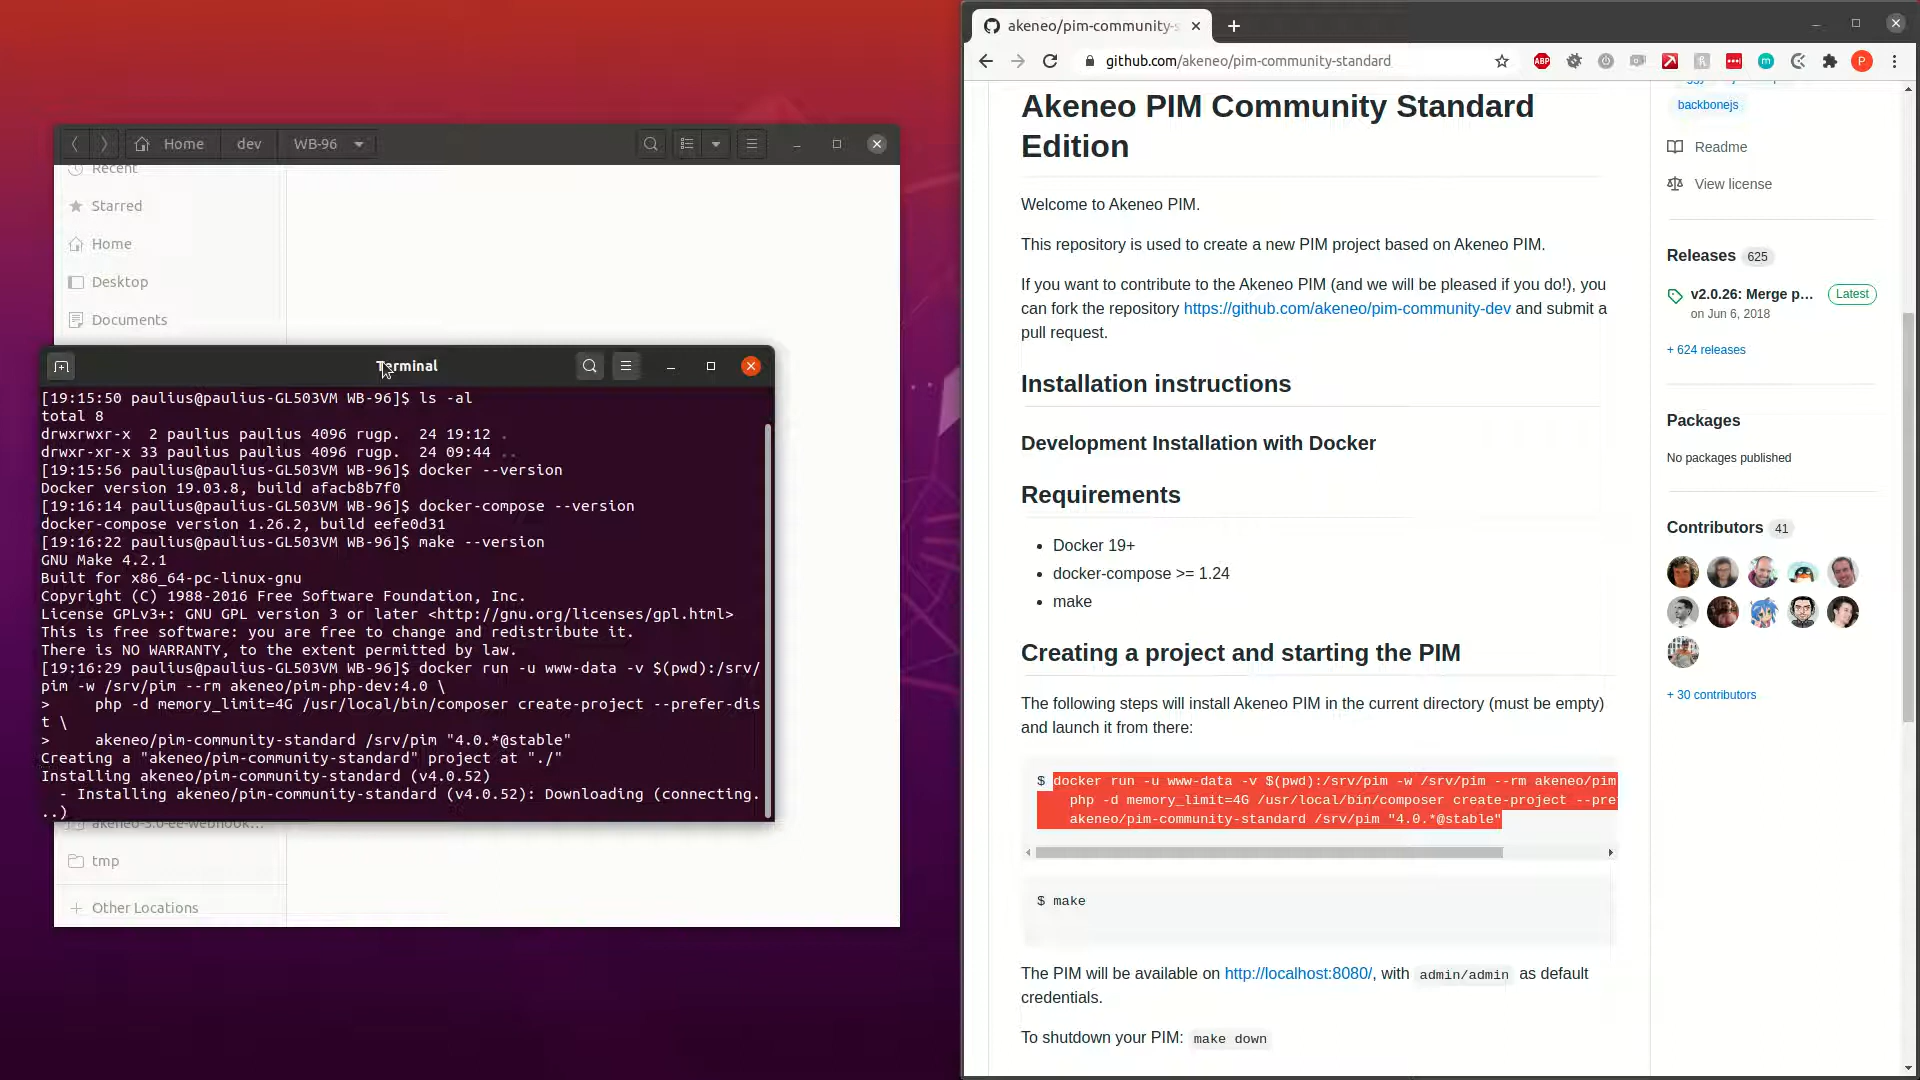 Home
dev
WB-96
Recent
Starred
Home
Desktop
Documents
Terminal
[19:15:50 paulius@paulius-GL503VM WB-96]$ ls -al
total 8
drwxrwxr-x  2 paulius paulius 4096 rugp.  24 19:12 .
drwxr-xr-x 33 paulius paulius 4096 rugp.  24 09:44 ..
[19:15:56 paulius@paulius-GL503VM WB-96]$ docker --version
Docker version 19.03.8, build afacb8b7f0
[19:16:14 paulius@paulius-GL503VM WB-96]$ docker-compose --version
docker-compose version 1.26.2, build eefe0d31
[19:16:22 paulius@paulius-GL503VM WB-96]$ make --version
GNU Make 4.2.1
Built for x86_64-pc-linux-gnu
Copyright (C) 1988-2016 Free Software Foundation, Inc.
License GPLv3+: GNU GPL version 3 or later <http://gnu.org/licenses/gpl.html>
This is free software: you are free to change and redistribute it.
There is NO WARRANTY, to the extent permitted by law.
[19:16:29 paulius@paulius-GL503VM WB-96]$ docker run -u www-data -v $(pwd):/srv/
pim -w /srv/pim --rm akeneo/pim-php-dev:4.0 \
>     php -d memory_limit=4G /usr/local/bin/composer create-project --prefer-dis
t \
>     akeneo/pim-community-standard /srv/pim "4.0.*@stable"
Creating a "akeneo/pim-community-standard" project at "./"
Installing akeneo/pim-community-standard (v4.0.52)
  - Installing akeneo/pim-community-standard (v4.0.52): Downloading (connecting.
..)
akeneo-3.0-ee-webhook...
tmp
Other Locations
akeneo/pim-community-s
github.com/akeneo/pim-community-standard
ABP
P
Akeneo PIM Community Standard
Edition
Welcome to Akeneo PIM.
This repository is used to create a new PIM project based on Akeneo PIM.
If you want to contribute to the Akeneo PIM (and we will be pleased if you do!), you
can fork the repository https://github.com/akeneo/pim-community-dev and submit a
pull request.
Installation instructions
Development Installation with Docker
Requirements
Docker 19+
docker-compose >= 1.24
make
Creating a project and starting the PIM
The following steps will install Akeneo PIM in the current directory (must be empty)
and launch it from there:
$ docker run -u www-data -v $(pwd):/srv/pim -w /srv/pim --rm akeneo/pim
php -d memory_limit=4G /usr/local/bin/composer create-project --pre
akeneo/pim-community-standard /srv/pim "4.0.*@stable"
$ make
The PIM will be available on http://localhost:8080/, with admin/admin as default
credentials.
To shutdown your PIM: make down
backbonejs
Readme
View license
Releases 625
v2.0.26: Merge p... Latest
on Jun 6, 2018
+ 624 releases
Packages
No packages published
Contributors 41
+ 30 contributors